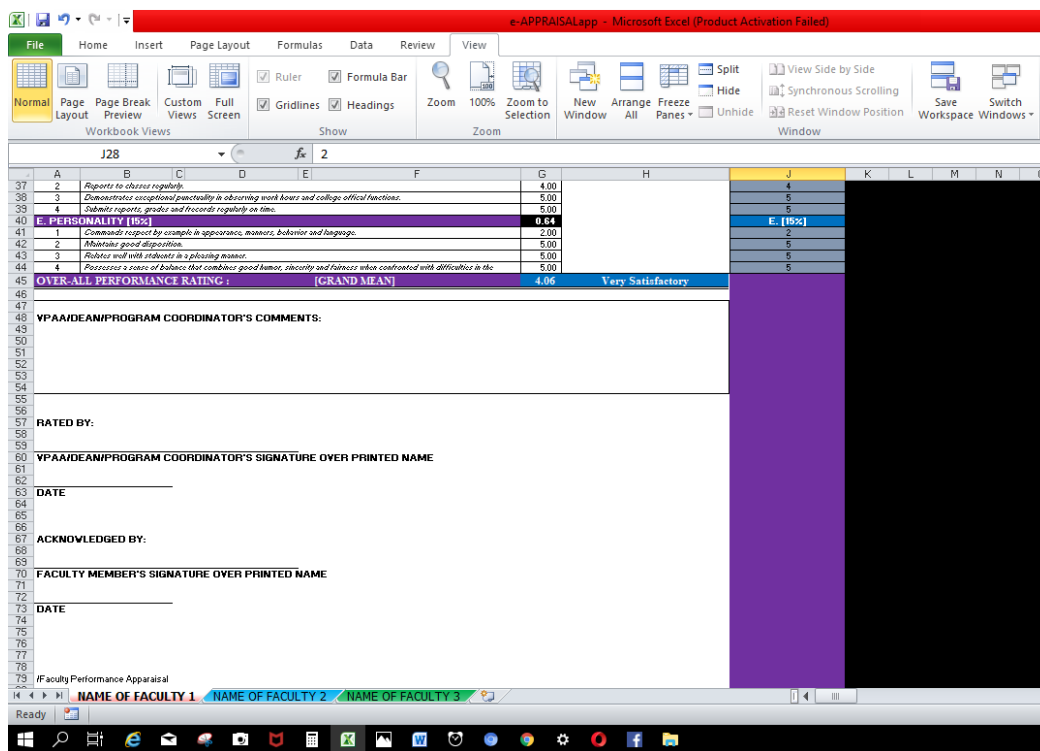 e-APPRAISALapp - Microsoft Excel (Product Activation Failed)
File Home Insert Page Layout Formulas Data Review View
Normal Page Layout Page Break Preview Custom Views Full Screen
Workbook Views
Ruler Formula Bar
Gridlines Headings
Show
Zoom 100% Zoom to Selection
Zoom
New Window Arrange All Freeze Panes
Split
Hide
Unhide
View Side by Side
Synchronous Scrolling
Reset Window Position
Window
Save Workspace Switch Windows
J28 fx 2
A B C D E F G H J K L M N
37 2 Reports to classes regularly. 4.00 4
38 3 Demonstrates exceptional punctuality in observing work hours and college offical functions. 5.00 5
39 4 Submits reports, grades and frecords regularly on time. 5.00 5
40 E. PERSONALITY [15%] 0.64 E. [15%]
41 1 Commands respect by example in appearance, manners, behavior and language. 2.00 2
42 2 Maintains good disposition. 5.00 5
43 3 Relates well with stduents in a pleasing manner. 5.00 5
44 4 Possesses a sense of balance that combines good humor, sincerity and fairness when confronted with difficulties in the 5.00 5
45 OVER-ALL PERFORMANCE RATING : [GRAND MEAN] 4.06 Very Satisfactory
46
47
48 VPAA/DEAN/PROGRAM COORDINATOR'S COMMENTS:
49
50
51
52
53
54
55
56
57 RATED BY:
58
59
60 VPAA/DEAN/PROGRAM COORDINATOR'S SIGNATURE OVER PRINTED NAME
61
62
63 DATE
64
65
66
67 ACKNOWLEDGED BY:
68
69
70 FACULTY MEMBER'S SIGNATURE OVER PRINTED NAME
71
72
73 DATE
74
75
76
77
78
79 /Faculty Performance Apparaisal
NAME OF FACULTY 1 NAME OF FACULTY 2 NAME OF FACULTY 3
Ready